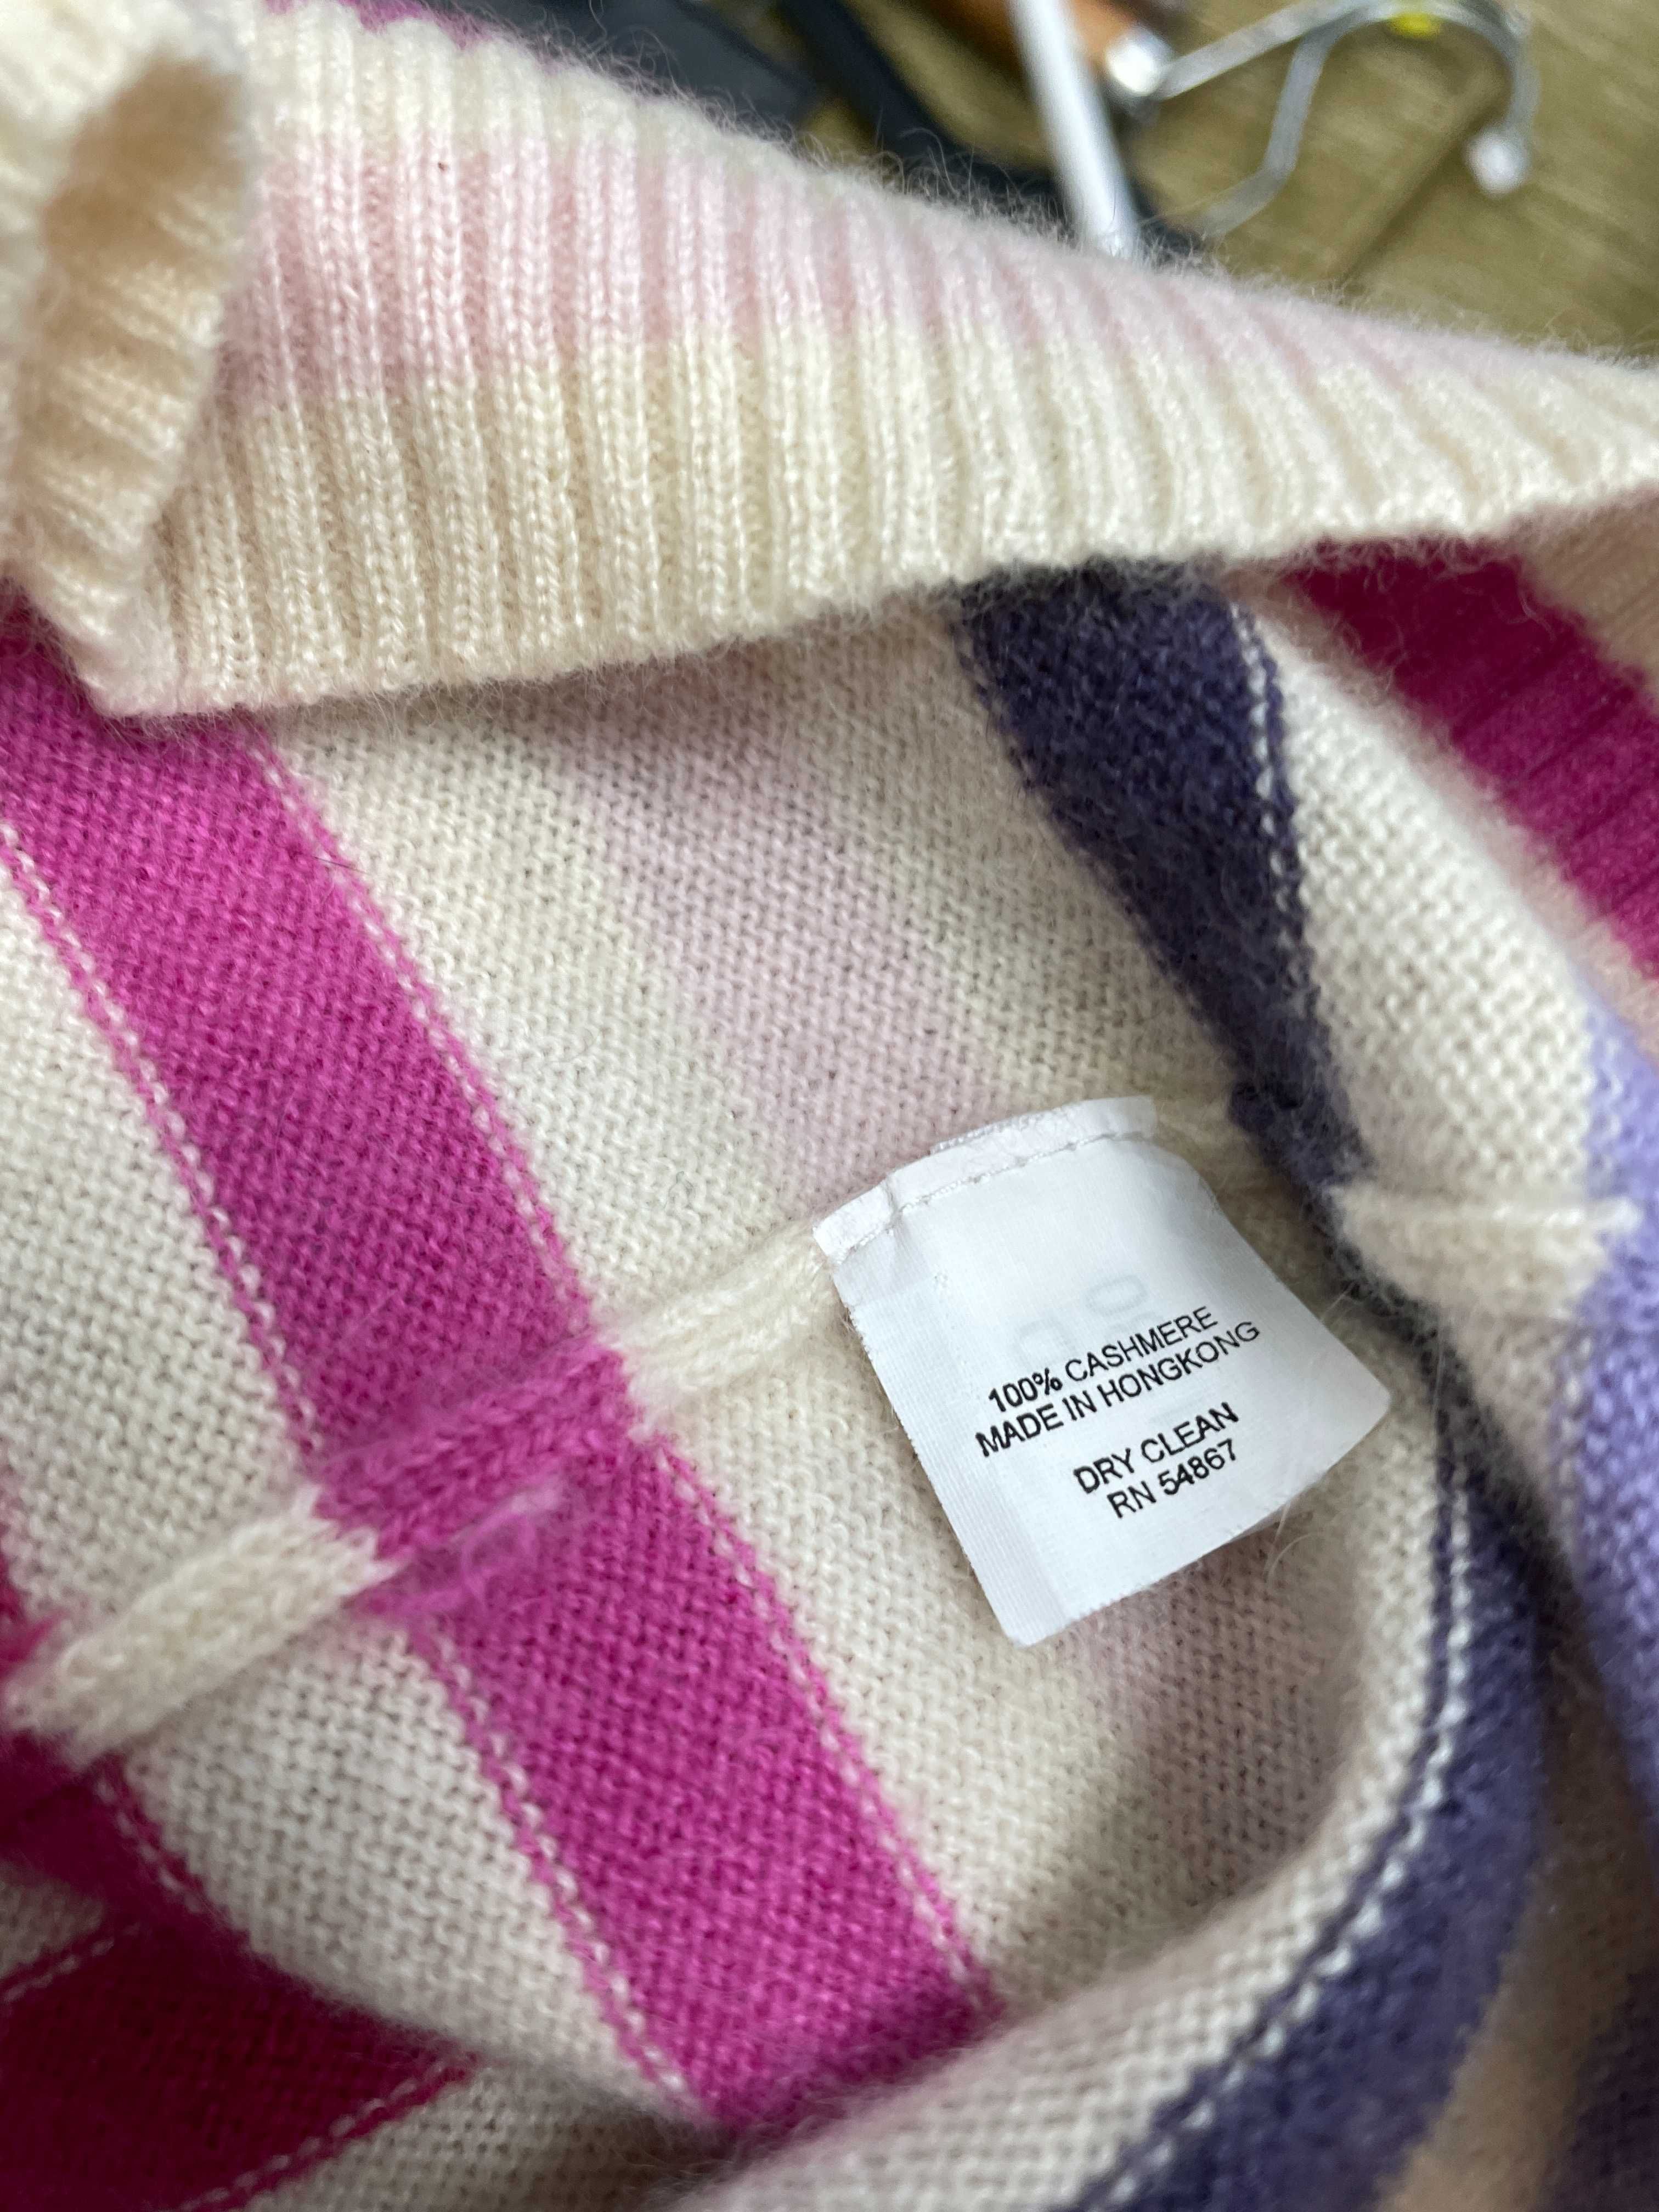 100% CASHMERE
MADE IN HONGKONG
DRY CLEAN
RN 54867